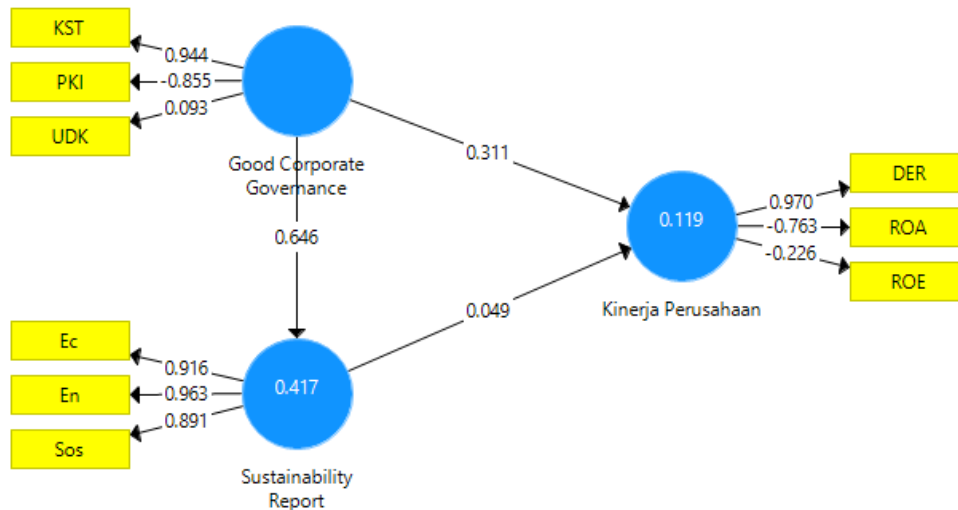 KST
0.944
PKI
-0.855
0.093
UDK
Good Corporate
Governance
0.311
DER
0.970
0.119
-0.763
ROA
-0.226
ROE
Kinerja Perusahaan
0.646
0.049
Ec
0.916
En
0.963
0.417
0.891
Sos
Sustainability
Report